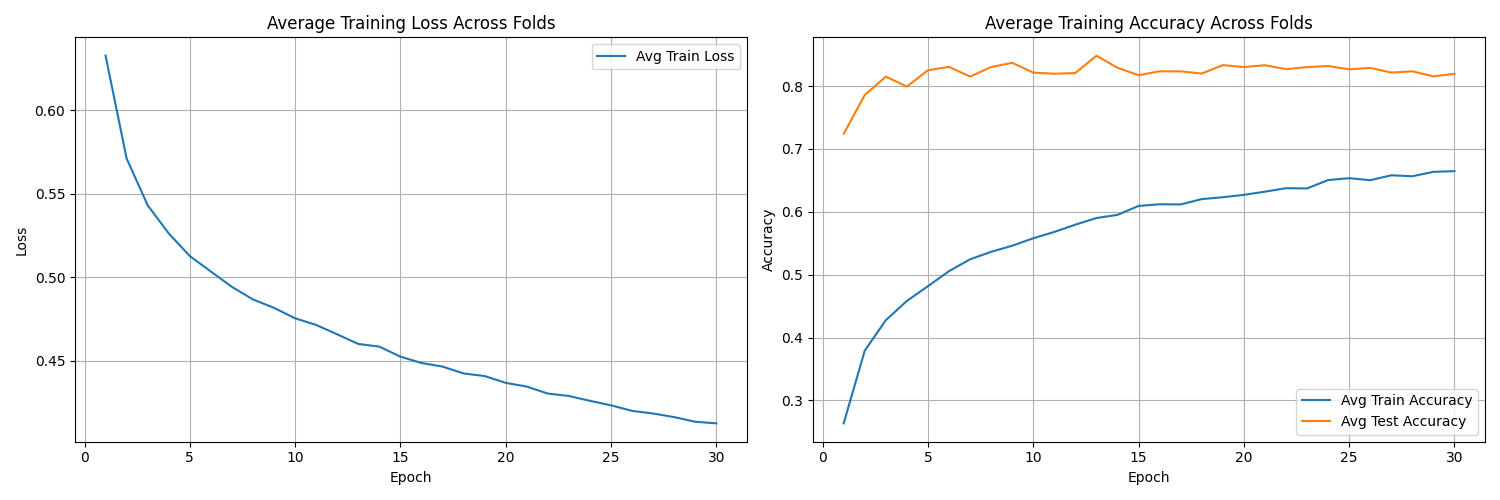 Average Training Loss Across Folds
Avg Train Loss
0.60
0.55
0.50
0.45
Loss
0 5 10 15 20 25 30
Epoch
Average Training Accuracy Across Folds
0.8
0.7
0.6
0.5
0.4
0.3
Accuracy
Avg Train Accuracy
Avg Test Accuracy
0 5 10 15 20 25 30
Epoch